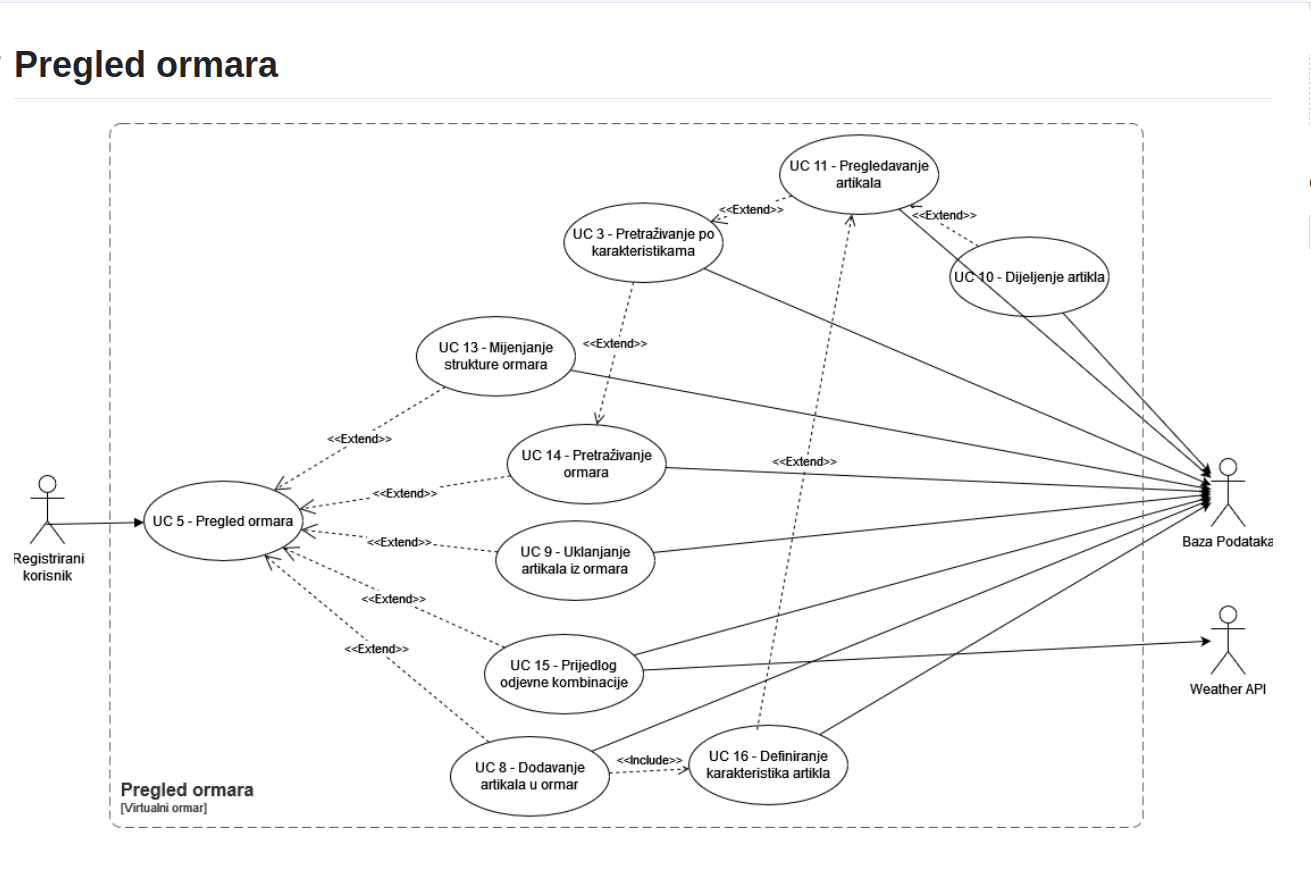 Pregled ormara
UC 11 - Pregledavanje
artikala
<<Extend>>
<<Extend>>
UC 3 - Pretraživanje po
karakteristikama
UC 10 - Dijeljenje artikla
<<Extend>>
UC 13 - Mijenjanje
strukture ormara
<<Extend>>
UC 14 - Pretraživanje
ormara
<<Extend>>
<<Extend>>
UC 5 - Pregled ormara
Registrirani
korisnik
Baza Podataka
<<Extend>>
UC 9 - Uklanjanje
artikala iz ormara
<<Extend>>
<<Extend>>
UC 15 - Prijedlog
odjevne kombinacije
Weather API
UC 8 - Dodavanje
artikala u ormar
<<Include>>
UC 16 - Definiranje
karakteristika artikla
Pregled ormara
[Virtualni ormar]